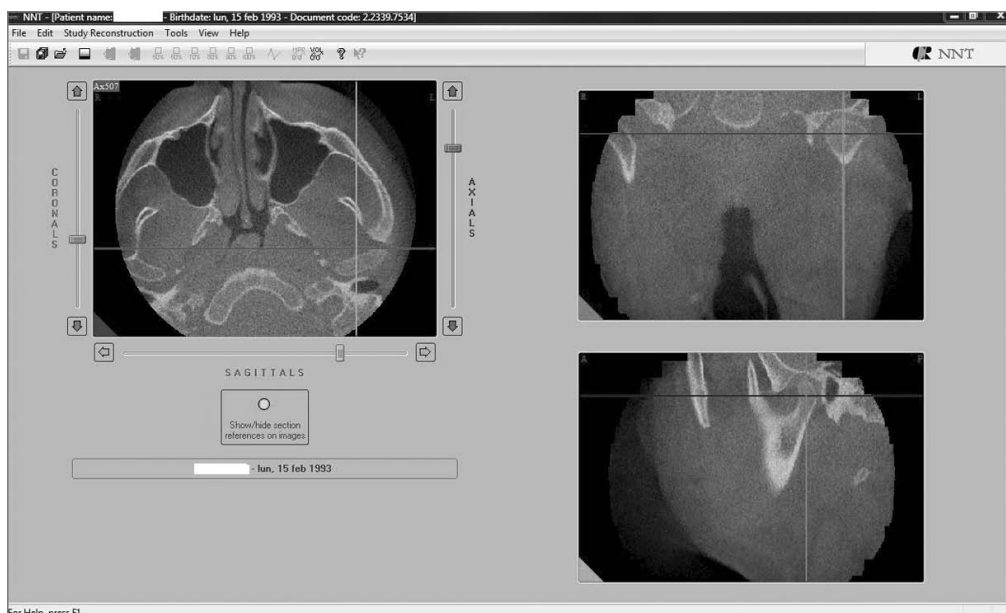 NNT - [Patient name: - Birthdate: lun, 15 feb 1993 - Document code: 2.2339.7534]
File Edit Study Reconstruction Tools View Help
NNT
Ax507
R
L
CORONALS
AXIALS
SAGITTALS
Show/hide section
references on images
- lun, 15 feb 1993
R
L
A
P
For Help, press F1